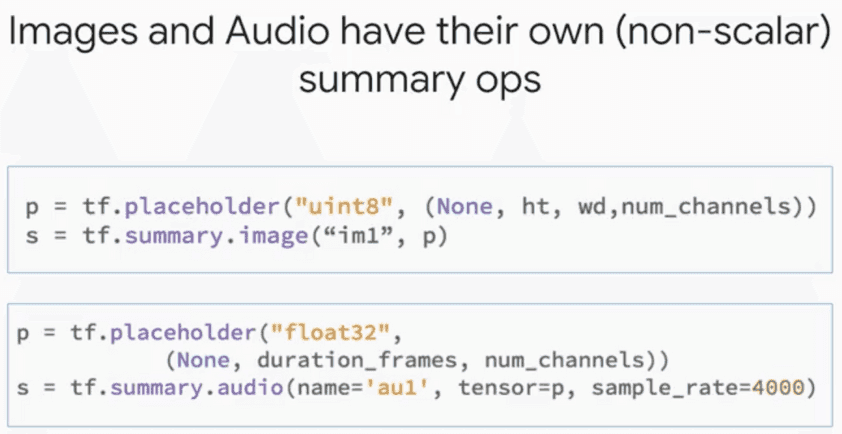 Images and Audio have their own (non-scalar)
summary ops
p = tf.placeholder("uint8", (None, ht, wd,num_channels))
s = tf.summary.image(“im1”, p)
p = tf.placeholder("float32",
(None, duration_frames, num_channels))
s = tf.summary.audio(name='au1', tensor=p, sample_rate=4000)